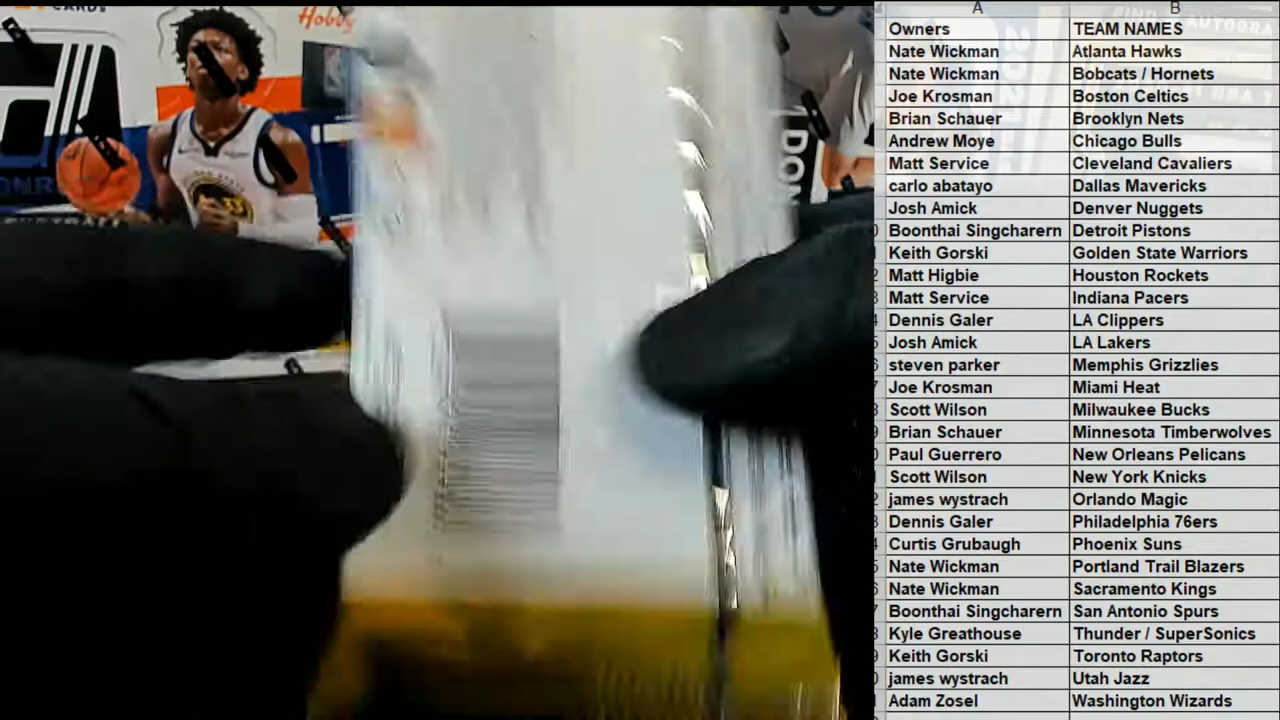 Hobby
CARDS
DON
A B
Owners TEAM NAMES
Nate Wickman Atlanta Hawks
Nate Wickman Bobcats / Hornets
Joe Krosman Boston Celtics
Brian Schauer Brooklyn Nets
Andrew Moye Chicago Bulls
Matt Service Cleveland Cavaliers
carlo abatayo Dallas Mavericks
Josh Amick Denver Nuggets
Boonthai Singcharern Detroit Pistons
Keith Gorski Golden State Warriors
Matt Higbie Houston Rockets
Matt Service Indiana Pacers
Dennis Galer LA Clippers
Josh Amick LA Lakers
steven parker Memphis Grizzlies
Joe Krosman Miami Heat
Scott Wilson Milwaukee Bucks
Brian Schauer Minnesota Timberwolves
Paul Guerrero New Orleans Pelicans
Scott Wilson New York Knicks
james wystrach Orlando Magic
Dennis Galer Philadelphia 76ers
Curtis Grubaugh Phoenix Suns
Nate Wickman Portland Trail Blazers
Nate Wickman Sacramento Kings
Boonthai Singcharern San Antonio Spurs
Kyle Greathouse Thunder / SuperSonics
Keith Gorski Toronto Raptors
james wystrach Utah Jazz
Adam Zosel Washington Wizards